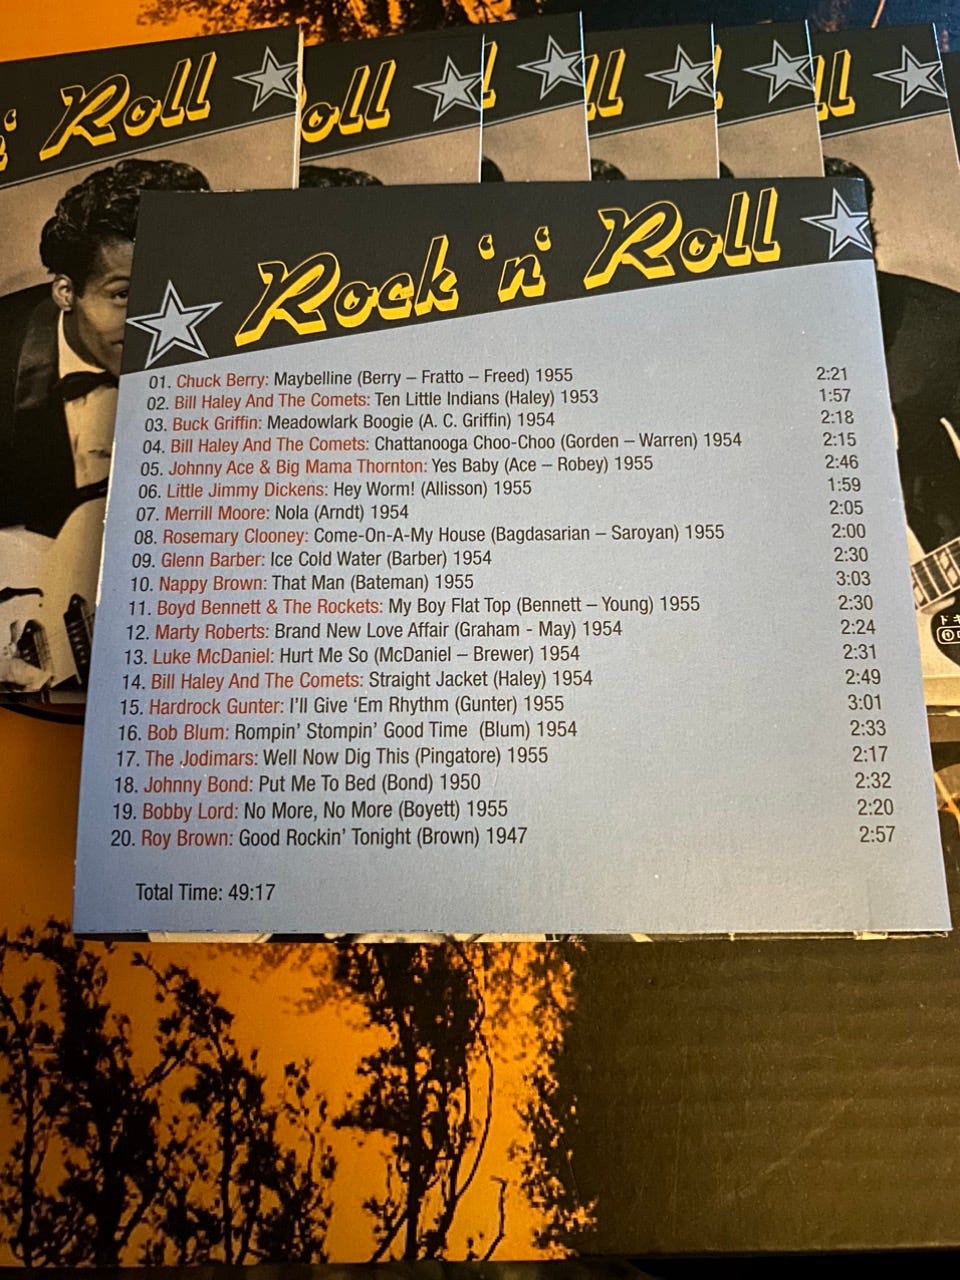 n' Roll
oll
l
ll
ll
Rock 'n' Roll
01. Chuck Berry: Maybelline (Berry – Fratto – Freed) 1955 2:21
02. Bill Haley And The Comets: Ten Little Indians (Haley) 1953 1:57
03. Buck Griffin: Meadowlark Boogie (A. C. Griffin) 1954 2:18
04. Bill Haley And The Comets: Chattanooga Choo-Choo (Gorden – Warren) 1954 2:15
05. Johnny Ace & Big Mama Thornton: Yes Baby (Ace – Robey) 1955 2:46
06. Little Jimmy Dickens: Hey Worm! (Allisson) 1955 1:59
07. Merrill Moore: Nola (Arndt) 1954 2:05
08. Rosemary Clooney: Come-On-A-My House (Bagdasarian – Saroyan) 1955 2:00
09. Glenn Barber: Ice Cold Water (Barber) 1954 2:30
10. Nappy Brown: That Man (Bateman) 1955 3:03
11. Boyd Bennett & The Rockets: My Boy Flat Top (Bennett – Young) 1955 2:30
12. Marty Roberts: Brand New Love Affair (Graham - May) 1954 2:24
13. Luke McDaniel: Hurt Me So (McDaniel – Brewer) 1954 2:31
14. Bill Haley And The Comets: Straight Jacket (Haley) 1954 2:49
15. Hardrock Gunter: I'll Give 'Em Rhythm (Gunter) 1955 3:01
16. Bob Blum: Rompin' Stompin' Good Time (Blum) 1954 2:33
17. The Jodimars: Well Now Dig This (Pingatore) 1955 2:17
18. Johnny Bond: Put Me To Bed (Bond) 1950 2:32
19. Bobby Lord: No More, No More (Boyett) 1955 2:20
20. Roy Brown: Good Rockin' Tonight (Brown) 1947 2:57
Total Time: 49:17